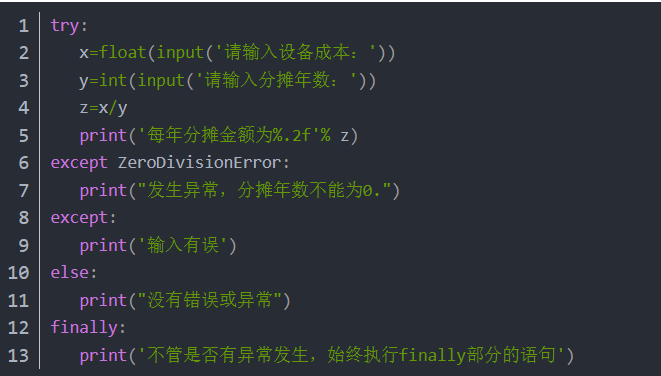 1 try:
2 x=float(input('请输入设备成本：'))
3 y=int(input('请输入分摊年数：'))
4 z=x/y
5 print('每年分摊金额为%.2f'% z)
6 except ZeroDivisionError:
7 print("发生异常，分摊年数不能为0.")
8 except:
9 print('输入有误')
10 else:
11 print("没有错误或异常")
12 finally:
13 print('不管是否有异常发生，始终执行finally部分的语句')